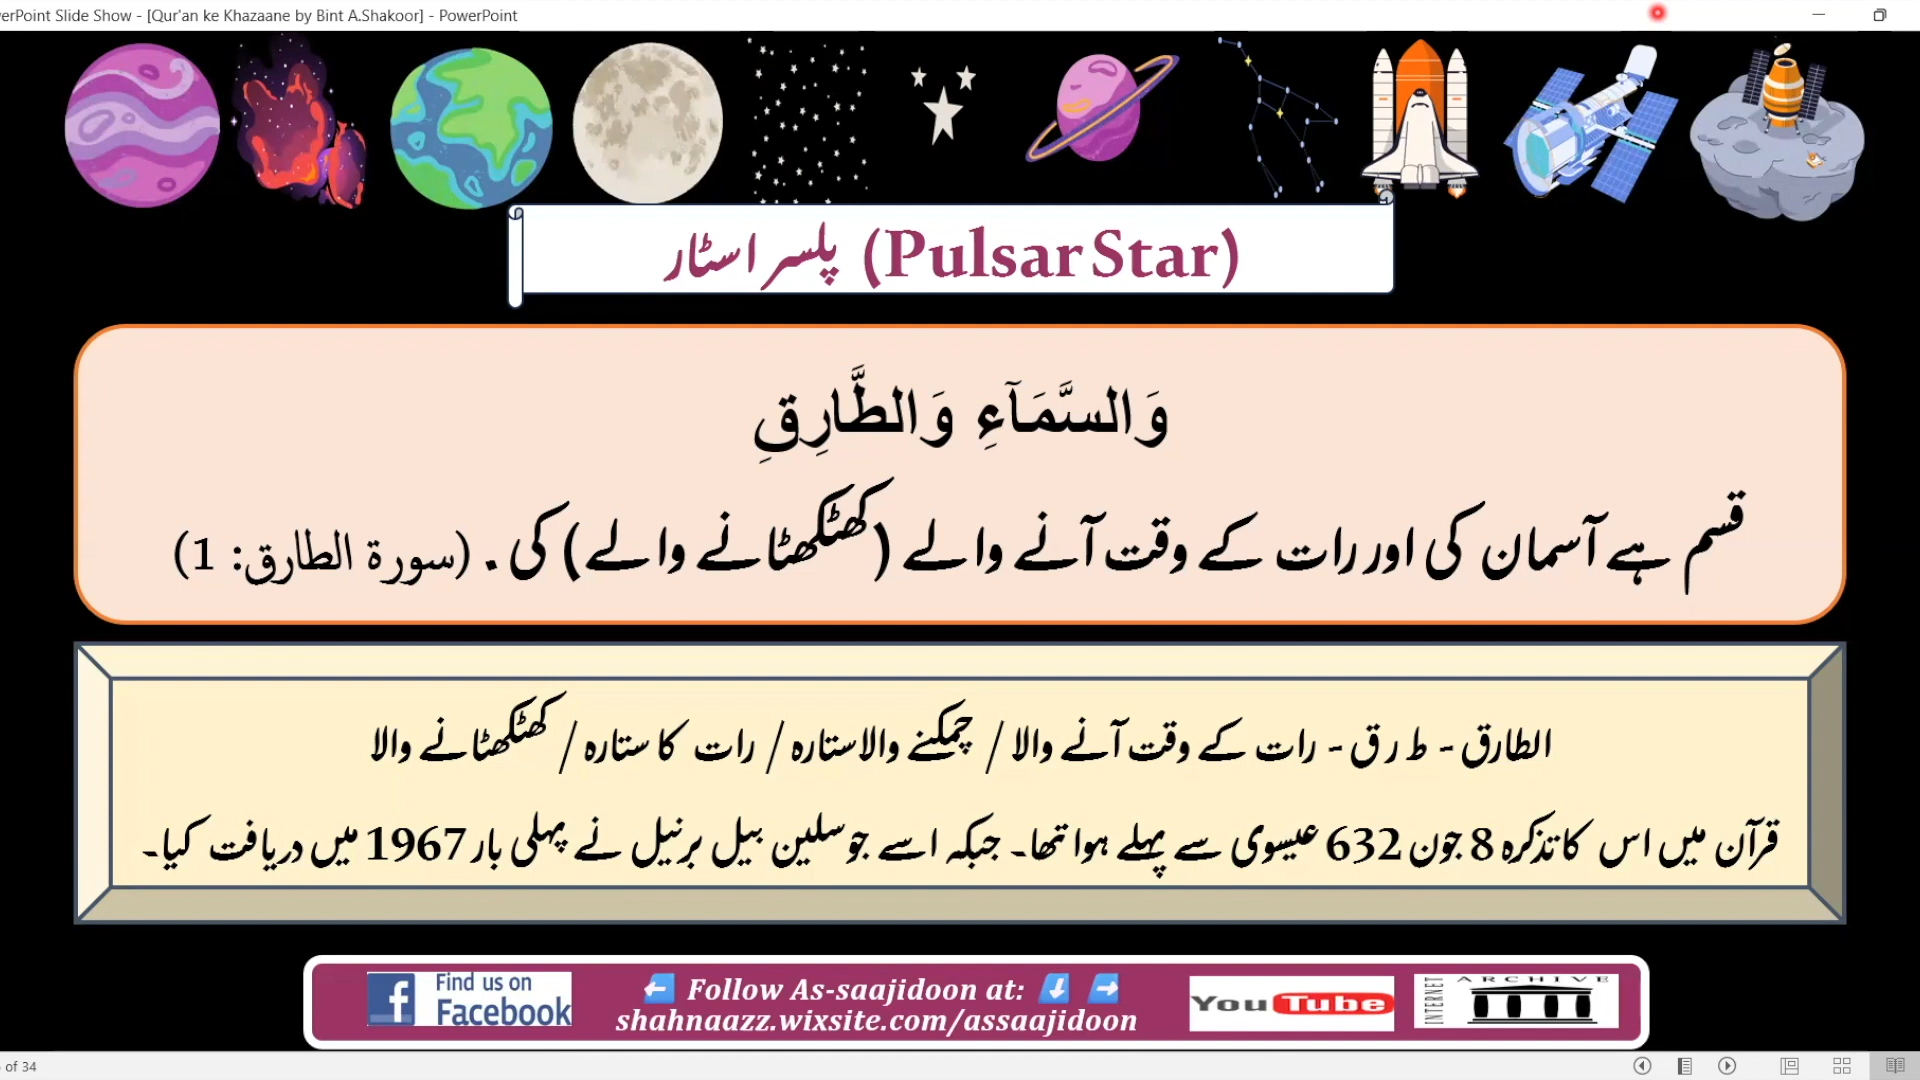 erPoint Slide Show - [Qur'an ke Khazaane by Bint A.Shakoor] - PowerPoint
پلسر اسٹار (Pulsar Star)
وَالسَّمَآءِ وَالطَّارِقِ
قسم ہے آسمان کی اور رات کے وقت آنے والے (کھٹکھٹانے والے) کی . (سورۃ الطارق: 1)
الطارق - ط ر ق - رات کے وقت آنے والا / چمکنے والا ستارہ / رات کا ستارہ / کھٹکھٹانے والا
قرآن میں اس کا تذکرہ 8 جون 632 عیسوی سے پہلے ہوا تھا۔ جبکہ اسے جوسلین بیل برنیل نے پہلی بار 1967 میں دریافت کیا۔
Find us on
Facebook
Follow As-saajidoon at:
shahnaazz.wixsite.com/assaajidoon
YouTube
INTERNET
ARCHIVE
of 34